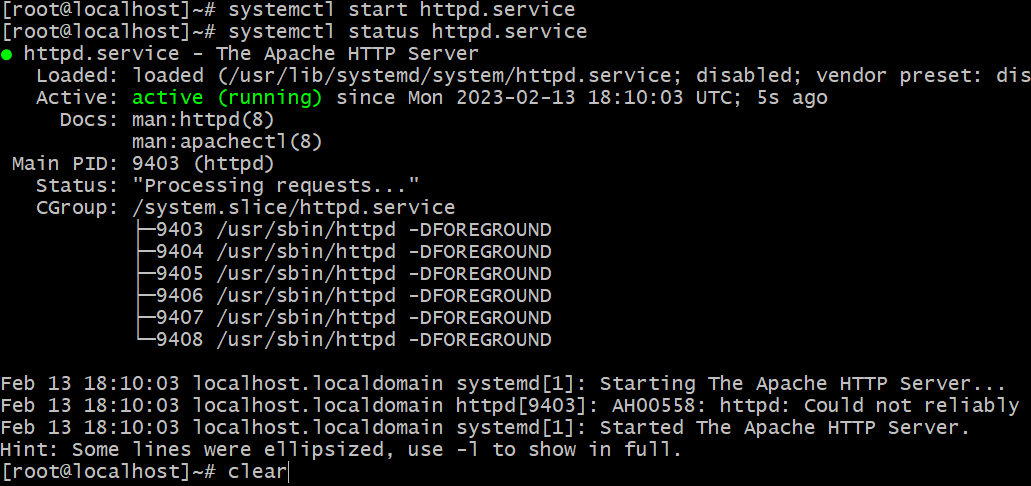 [root@localhost]~# systemctl start httpd.service
[root@localhost]~# systemctl status httpd.service
● httpd.service - The Apache HTTP Server
   Loaded: loaded (/usr/lib/systemd/system/httpd.service; disabled; vendor preset: dis
   Active: active (running) since Mon 2023-02-13 18:10:03 UTC; 5s ago
     Docs: man:httpd(8)
           man:apachectl(8)
 Main PID: 9403 (httpd)
   Status: "Processing requests..."
   CGroup: /system.slice/httpd.service
           ├─9403 /usr/sbin/httpd -DFOREGROUND
           ├─9404 /usr/sbin/httpd -DFOREGROUND
           ├─9405 /usr/sbin/httpd -DFOREGROUND
           ├─9406 /usr/sbin/httpd -DFOREGROUND
           ├─9407 /usr/sbin/httpd -DFOREGROUND
           └─9408 /usr/sbin/httpd -DFOREGROUND

Feb 13 18:10:03 localhost.localdomain systemd[1]: Starting The Apache HTTP Server...
Feb 13 18:10:03 localhost.localdomain httpd[9403]: AH00558: httpd: Could not reliably
Feb 13 18:10:03 localhost.localdomain systemd[1]: Started The Apache HTTP Server.
Hint: Some lines were ellipsized, use -l to show in full.
[root@localhost]~# clear